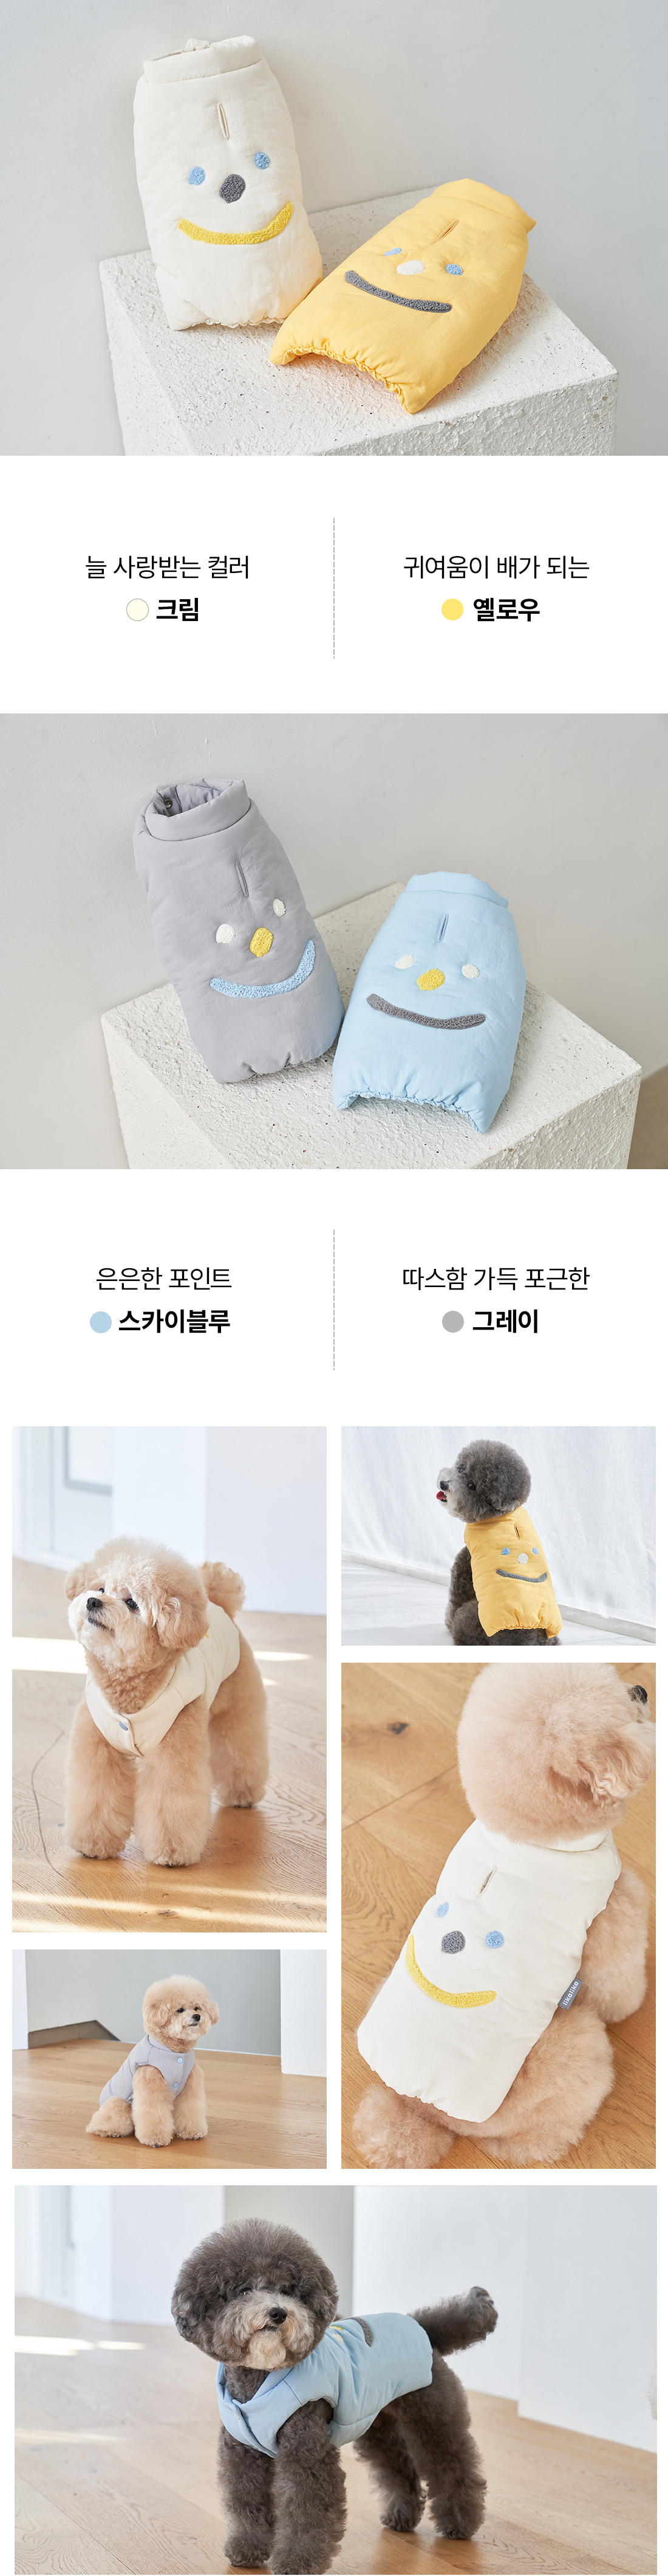 늘 사랑받는 컬러
크림
귀여움이 배가 되는
옐로우
은은한 포인트
스카이블루
따스함 가득 포근한
그레이
likalika